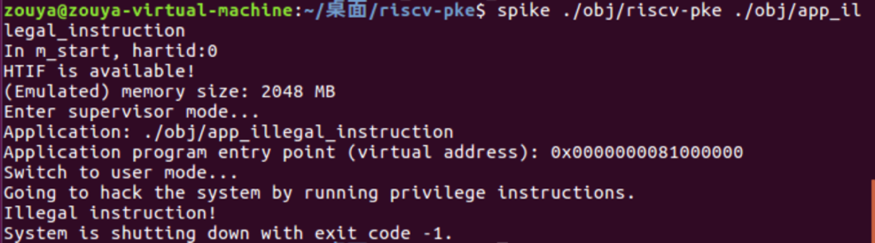 zouya@zouya-virtual-machine:~/桌面/riscv-pke$ spike ./obj/riscv-pke ./obj/app_il
legal_instruction
In m_start, hartid:0
HTIF is available!
(Emulated) memory size: 2048 MB
Enter supervisor mode...
Application: ./obj/app_illegal_instruction
Application program entry point (virtual address): 0x0000000081000000
Switch to user mode...
Going to hack the system by running privilege instructions.
Illegal instruction!
System is shutting down with exit code -1.